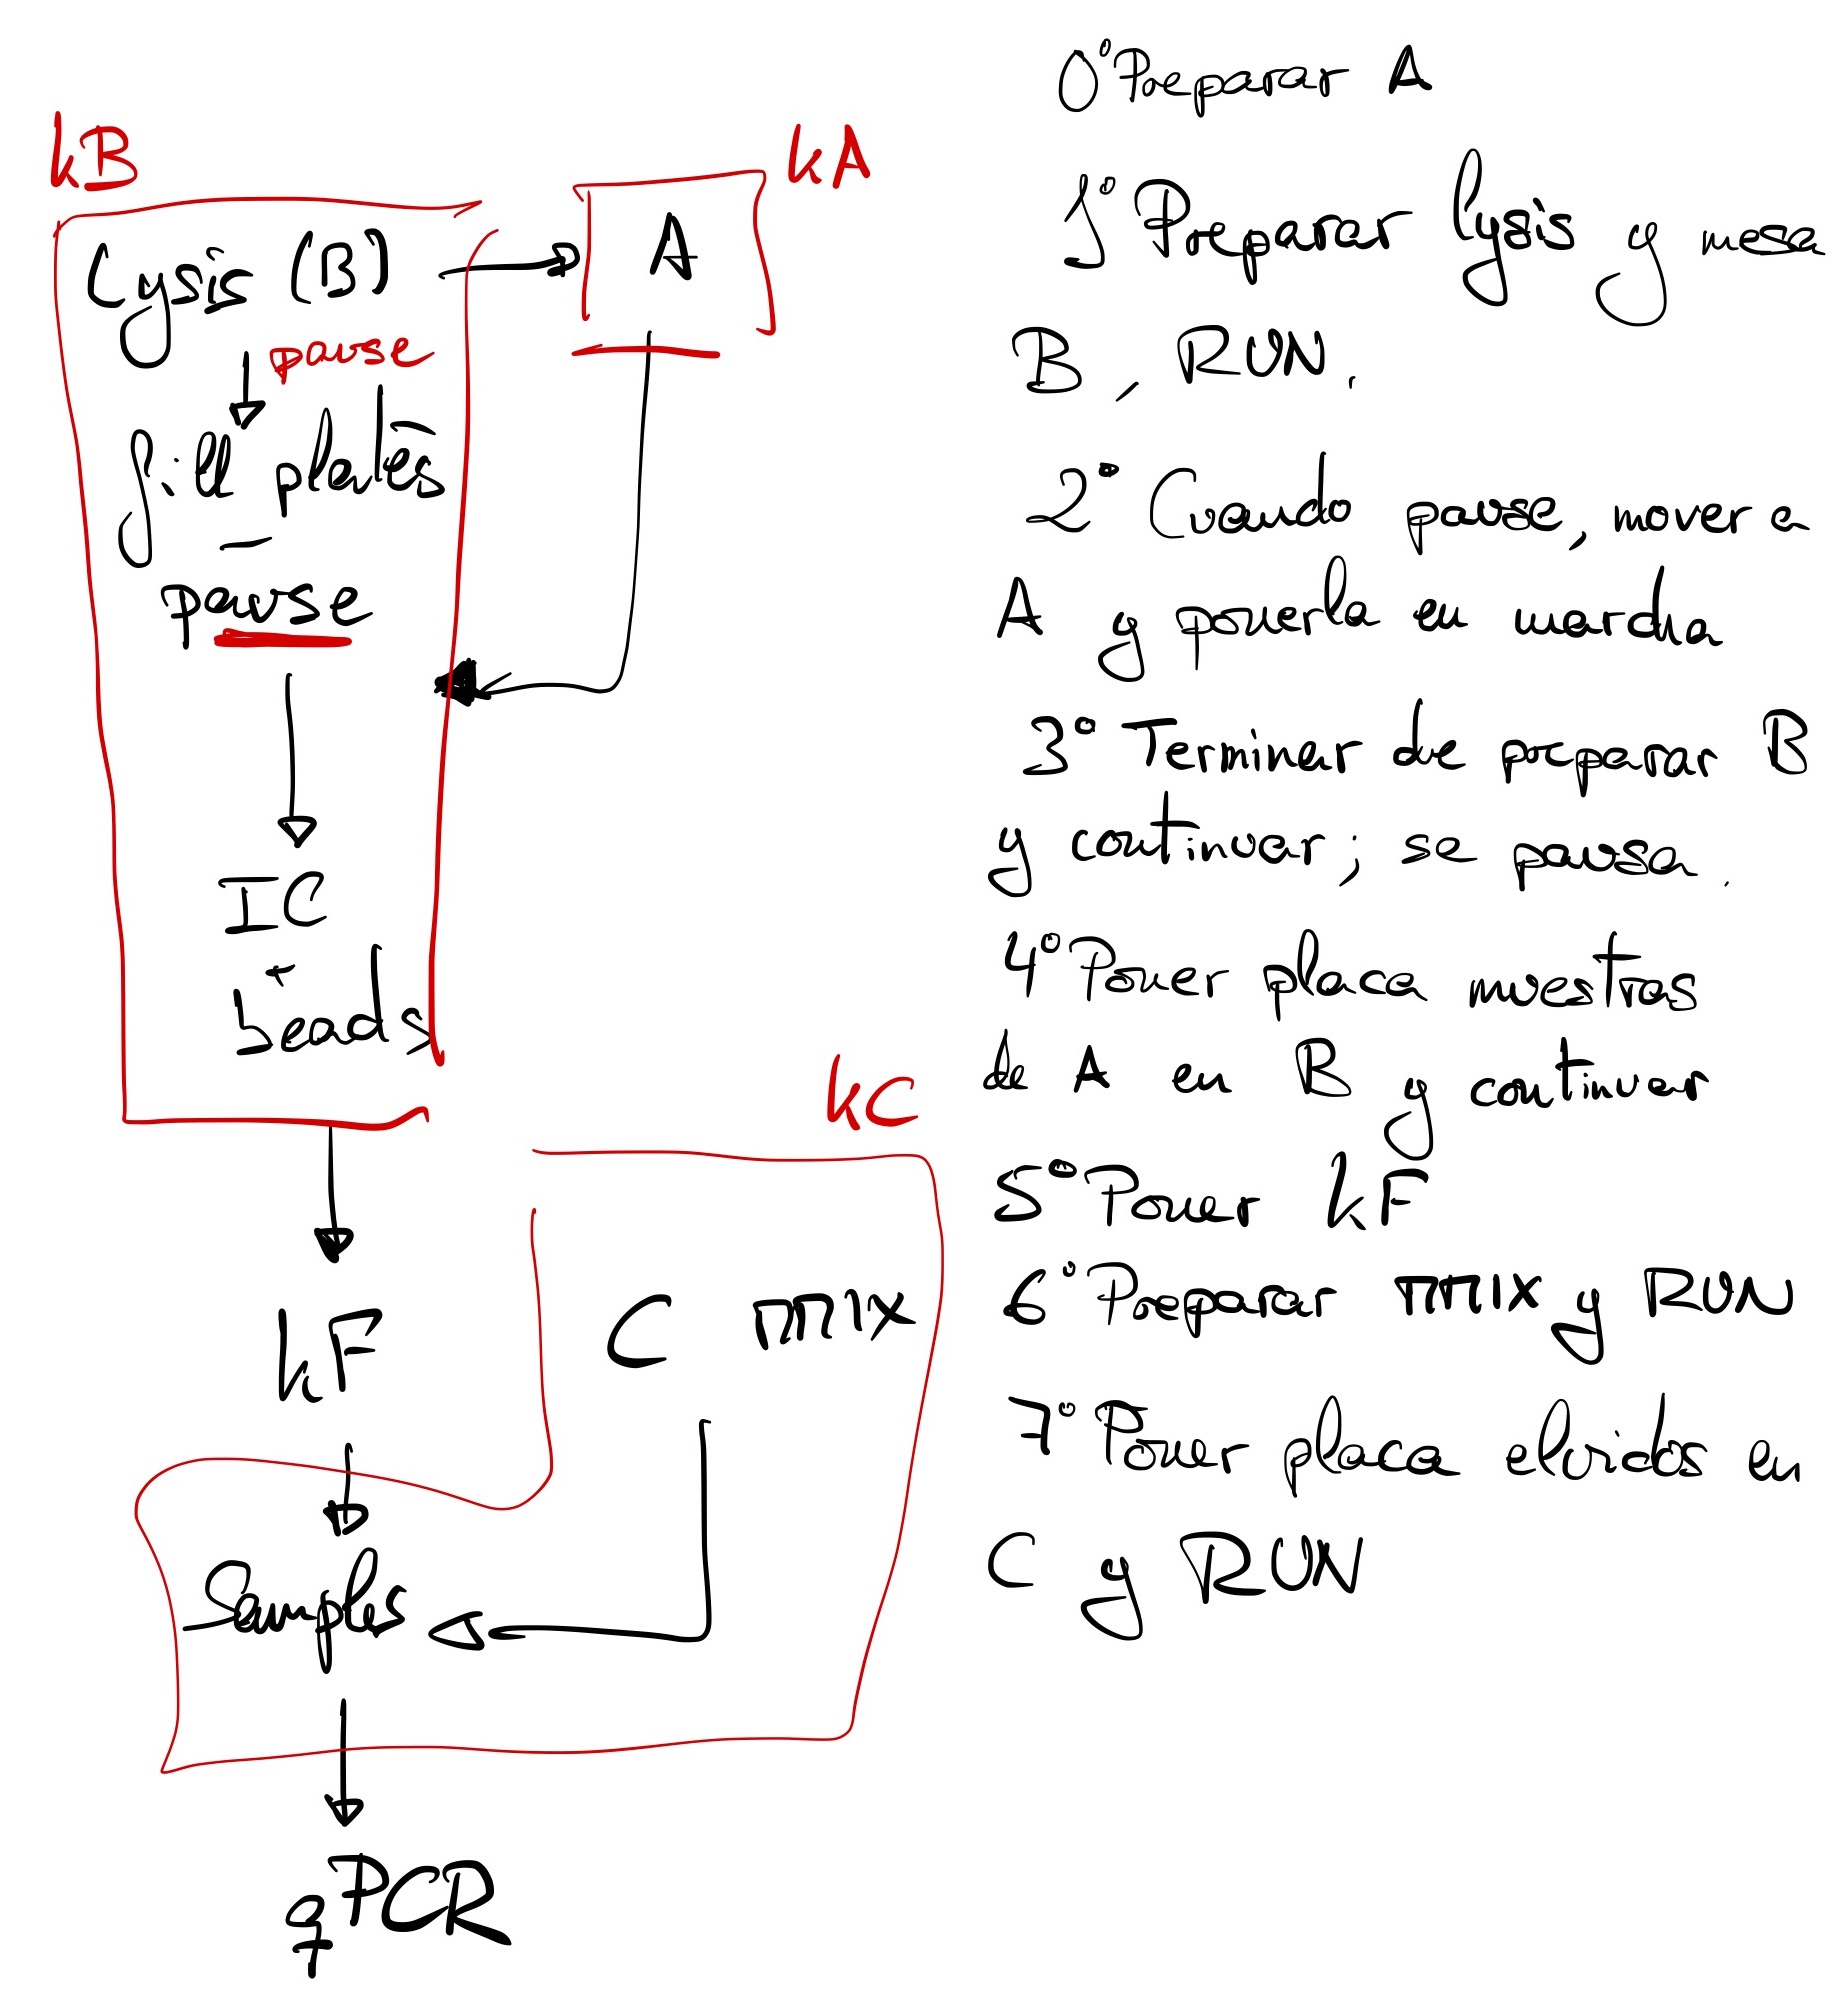 kB
kA
Lysis (B)
A
pause
fill plates
pause
IC
beads
kC
kF
C MMIX
Samples
qPCR
0° Preparar A
1° Preparar lysis y mesa
B, RUN.
2° Cuando pause, mover a
A y ponerla en marcha
3° Terminar de preparar B
y continuar; se pausa.
4° Poner placa muestras
de A en B y continuar
5° Poner kF
6° Preparar MMIX y RUN
7° Poner placa eluidos en
C y RUN